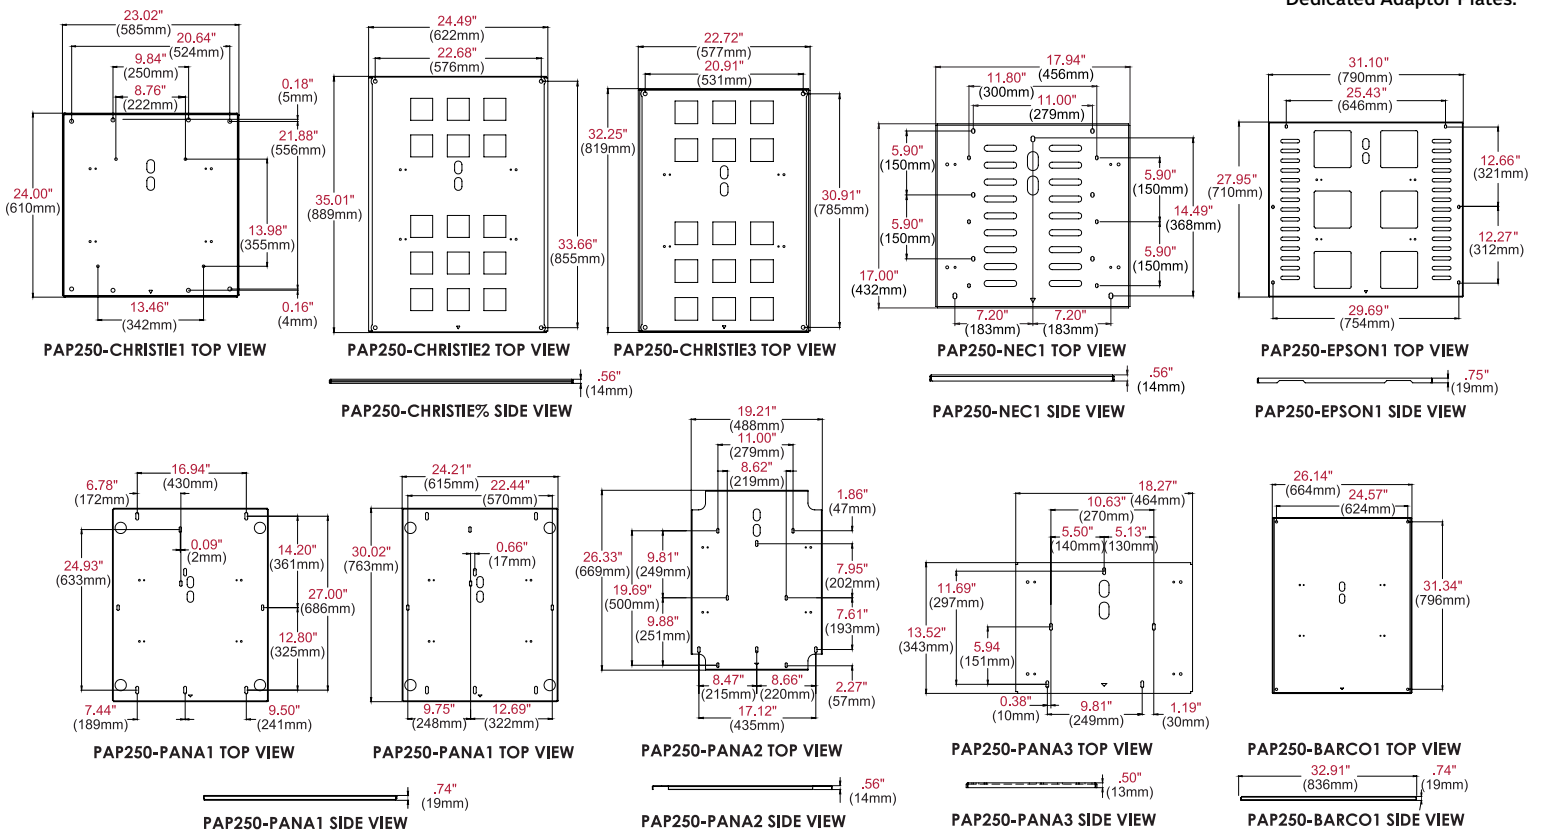 Dedicated Adaptor Plates:
23.02"
(585mm)
20.64"
(524mm)
9.84"
(250mm)
8.76"
(222mm)
0.18"
(5mm)
21.88"
(556mm)
24.00"
(610mm)
13.98"
(355mm)
13.46"
(342mm)
0.16"
(4mm)
PAP250-CHRISTIE1 TOP VIEW
24.49"
(622mm)
22.68"
(576mm)
35.01"
(889mm)
33.66"
(855mm)
PAP250-CHRISTIE2 TOP VIEW
22.72"
(577mm)
20.91"
(531mm)
32.25"
(819mm)
30.91"
(785mm)
PAP250-CHRISTIE3 TOP VIEW
.56"
(14mm)
PAP250-CHRISTIE% SIDE VIEW
17.94"
(456mm)
11.80"
(300mm)
11.00"
(279mm)
5.90"
(150mm)
5.90"
(150mm)
5.90"
(150mm)
5.90"
(150mm)
14.49"
(368mm)
17.00"
(432mm)
7.20"
(183mm)
7.20"
(183mm)
PAP250-NEC1 TOP VIEW
.56"
(14mm)
PAP250-NEC1 SIDE VIEW
31.10"
(790mm)
25.43"
(646mm)
27.95"
(710mm)
12.66"
(321mm)
12.27"
(312mm)
29.69"
(754mm)
PAP250-EPSON1 TOP VIEW
.75"
(19mm)
PAP250-EPSON1 SIDE VIEW
16.94"
(430mm)
6.78"
(172mm)
0.09"
(2mm)
14.20"
(361mm)
24.93"
(633mm)
27.00"
(686mm)
12.80"
(325mm)
7.44"
(189mm)
9.50"
(241mm)
PAP250-PANA1 TOP VIEW
24.21"
(615mm)
22.44"
(570mm)
30.02"
(763mm)
0.66"
(17mm)
9.75"
(248mm)
12.69"
(322mm)
PAP250-PANA1 TOP VIEW
.74"
(19mm)
PAP250-PANA1 SIDE VIEW
19.21"
(488mm)
11.00"
(279mm)
8.62"
(219mm)
1.86"
(47mm)
26.33"
(669mm)
9.81"
(249mm)
19.69"
(500mm)
9.88"
(251mm)
7.95"
(202mm)
7.61"
(193mm)
8.47"
(215mm)
8.66"
(220mm)
2.27"
(57mm)
17.12"
(435mm)
PAP250-PANA2 TOP VIEW
.56"
(14mm)
PAP250-PANA2 SIDE VIEW
18.27"
(464mm)
10.63"
(270mm)
5.50"
(140mm)
5.13"
(130mm)
11.69"
(297mm)
13.52"
(343mm)
5.94
(151mm)
0.38"
(10mm)
9.81"
(249mm)
1.19"
(30mm)
PAP250-PANA3 TOP VIEW
.50"
(13mm)
PAP250-PANA3 SIDE VIEW
26.14"
(664mm)
24.57"
(624mm)
31.34"
(796mm)
PAP250-BARCO1 TOP VIEW
32.91"
(836mm)
.74"
(19mm)
PAP250-BARCO1 SIDE VIEW